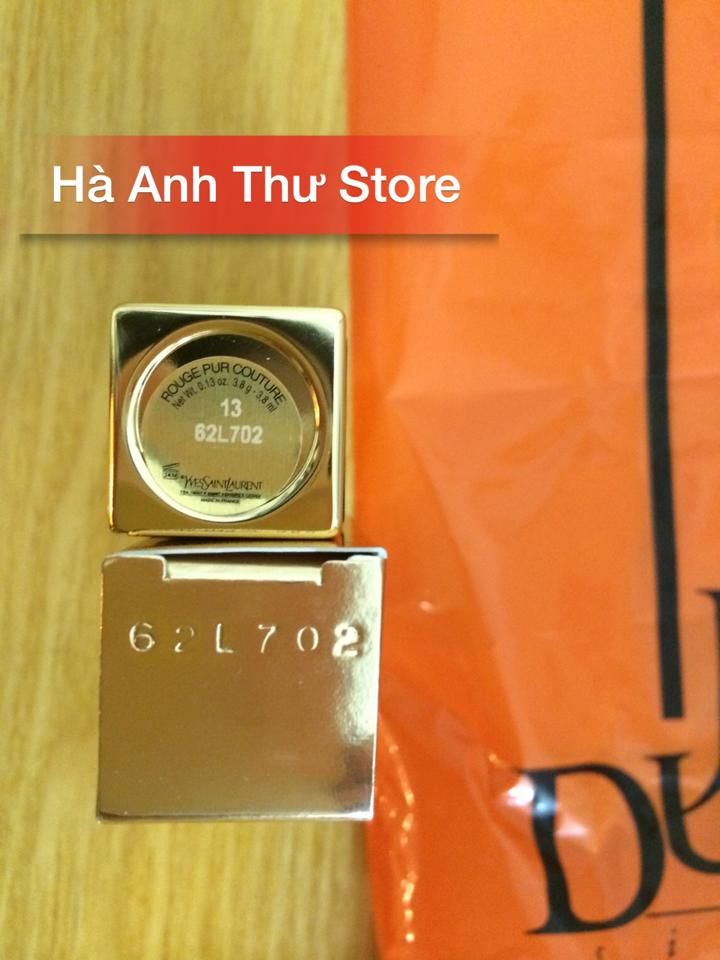 Hà Anh Thư Store
ROUGE PUR COUTURE
Net Wt. 0.13 oz. 3.8 g - 3.8 ml
13
62L702
24M
YVESSAINTLAURENT
MADE IN FRANCE
62L702